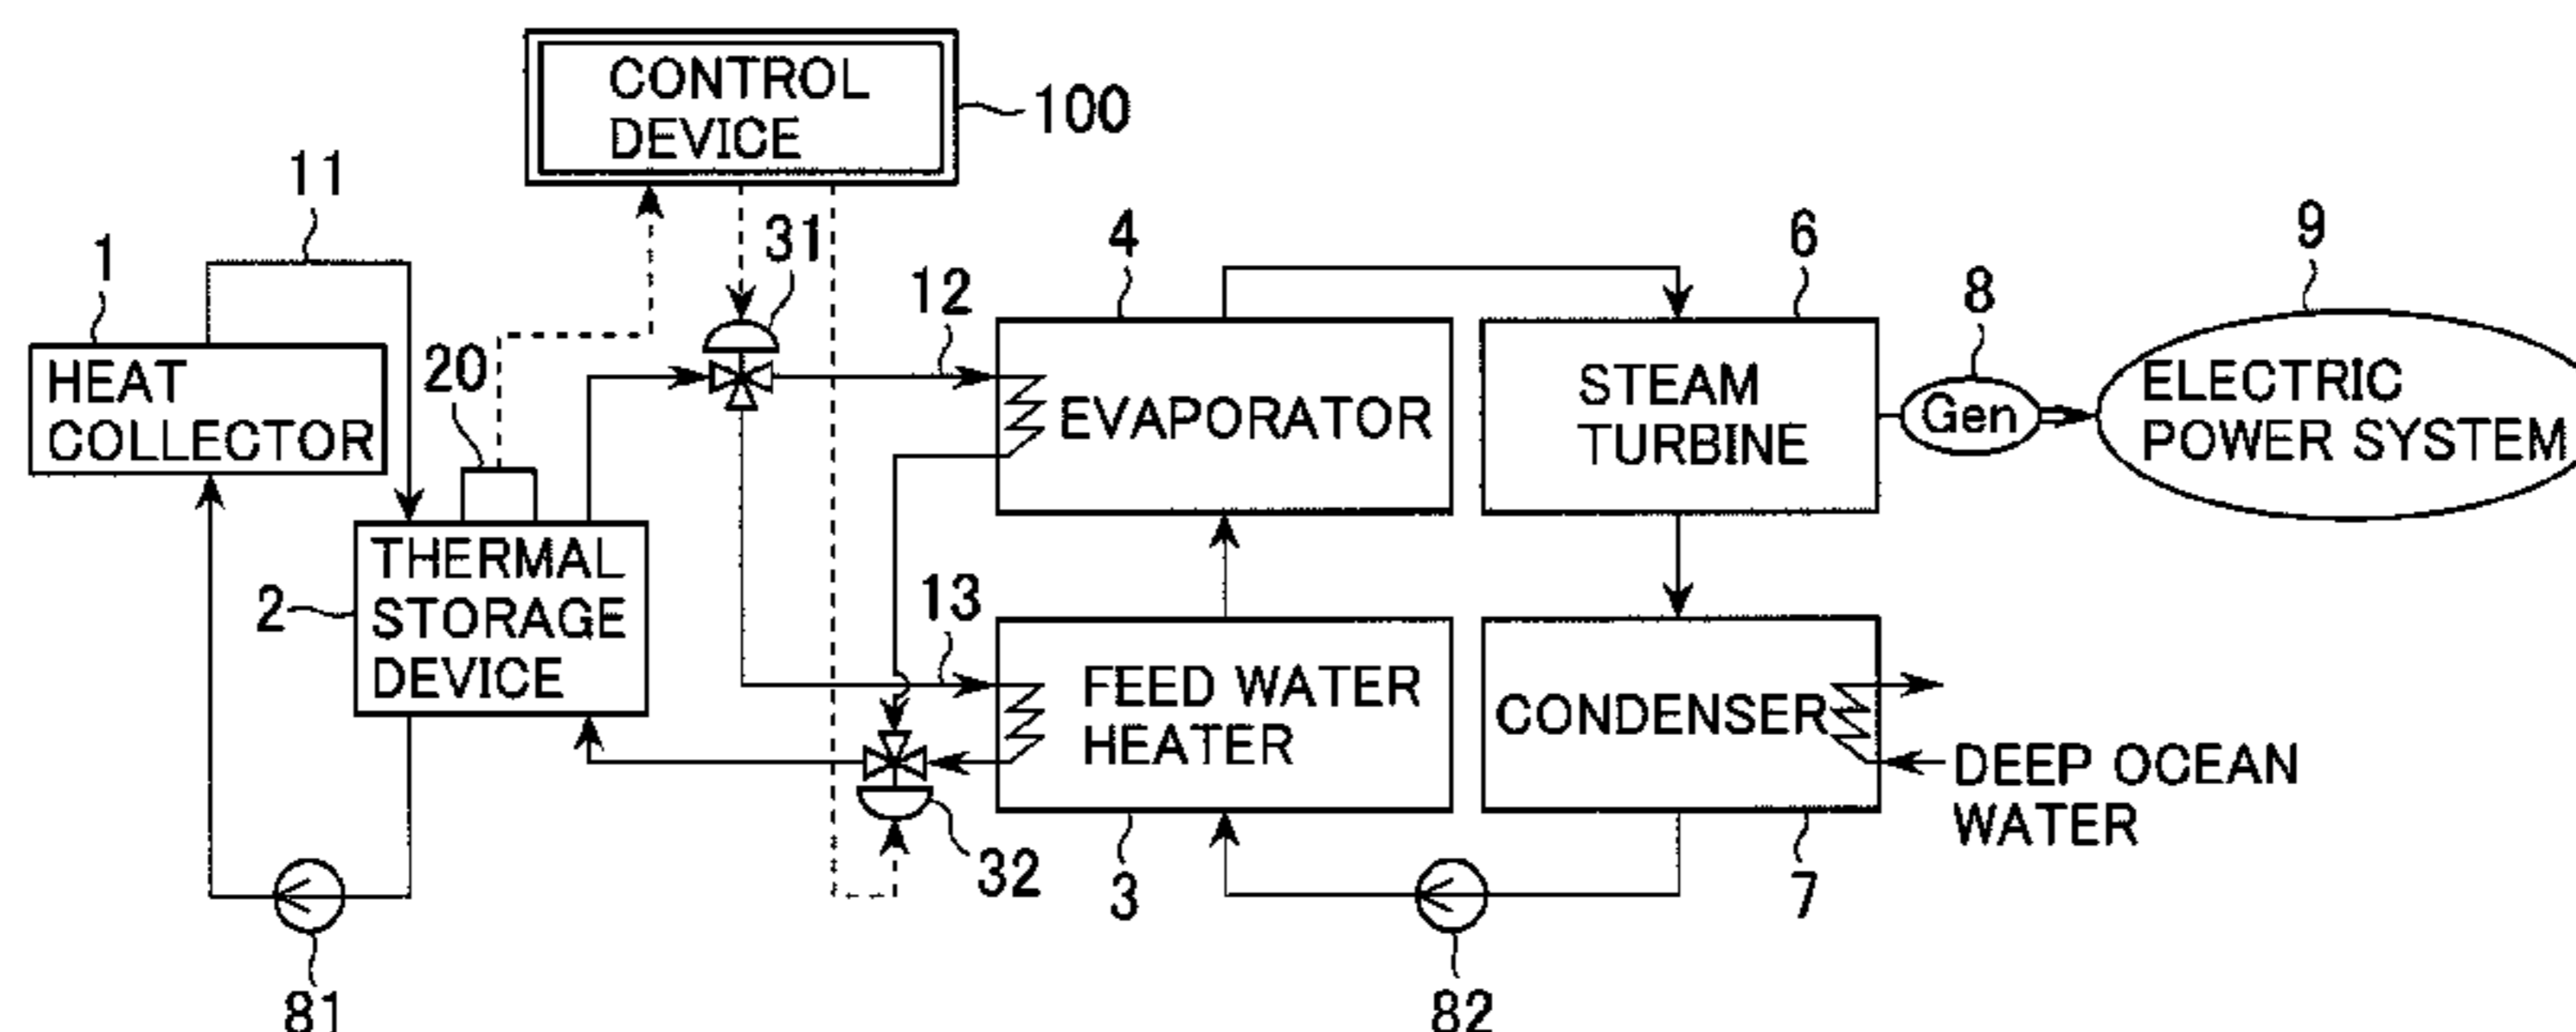 CONTROL
DEVICE
100
11
31
1
12
4
6
8
9
HEAT
COLLECTOR
20
EVAPORATOR
STEAM
TURBINE
Gen
ELECTRIC
POWER SYSTEM
2
THERMAL
STORAGE
DEVICE
13
FEED WATER
HEATER
CONDENSER
DEEP OCEAN
WATER
32
3
7
81
82